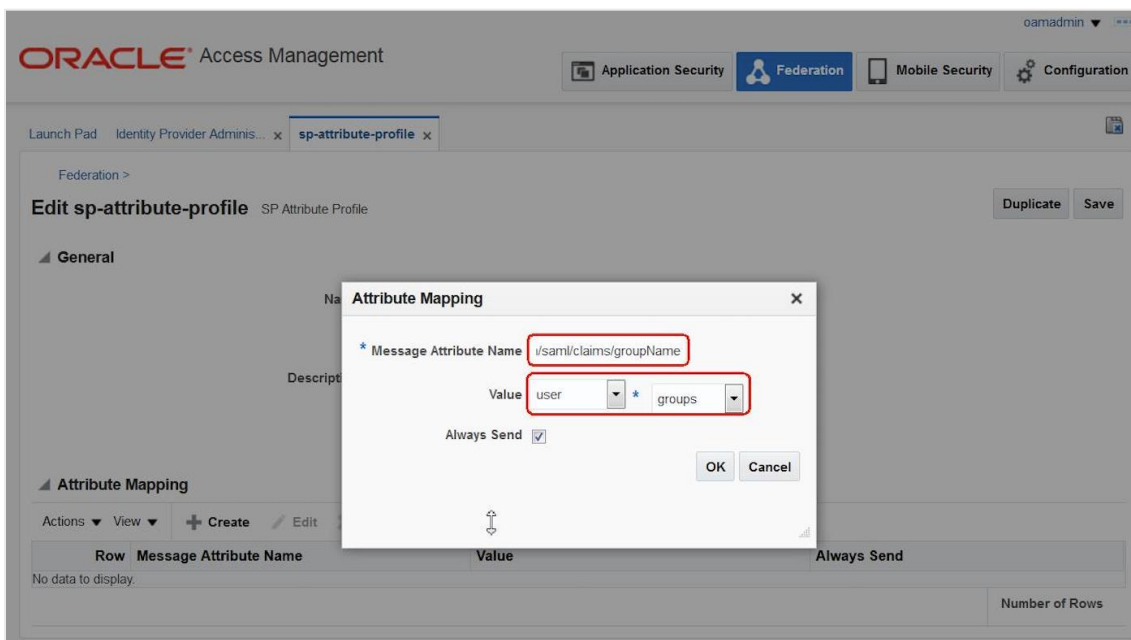 oamadmin
ORACLE Access Management
Application Security
Federation
Mobile Security
Configuration
Launch Pad
Identity Provider Adminis...
sp-attribute-profile
Federation >
Edit sp-attribute-profile SP Attribute Profile
Duplicate
Save
General
Na
Descripti
Attribute Mapping
* Message Attribute Name
/saml/claims/groupName
Value
user
*
groups
Always Send
OK
Cancel
Attribute Mapping
Actions
View
Create
Edit
Row
Message Attribute Name
Value
Always Send
No data to display.
Number of Rows